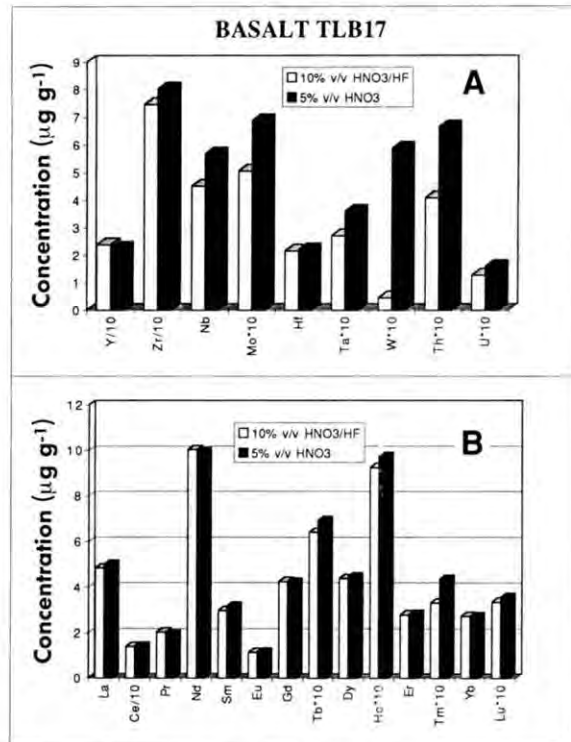 BASALT TLB17
A
10% v/v HNO3/HF
5% v/v HNO3
Concentration (µg g⁻¹)
9
8
7
6
5
4
3
2
1
0
Y/10
Zr/10
Nb
Mo*10
Hf
Ta*10
W*10
Th*10
U*10
B
10% v/v HNO3/HF
5% v/v HNO3
Concentration (µg g⁻¹)
12
10
8
6
4
2
0
La
Ce/10
Pr
Nd
Sm
Eu
Gd
Tb*10
Dy
Ho*10
Er
Tm*10
Yb
Lu*10